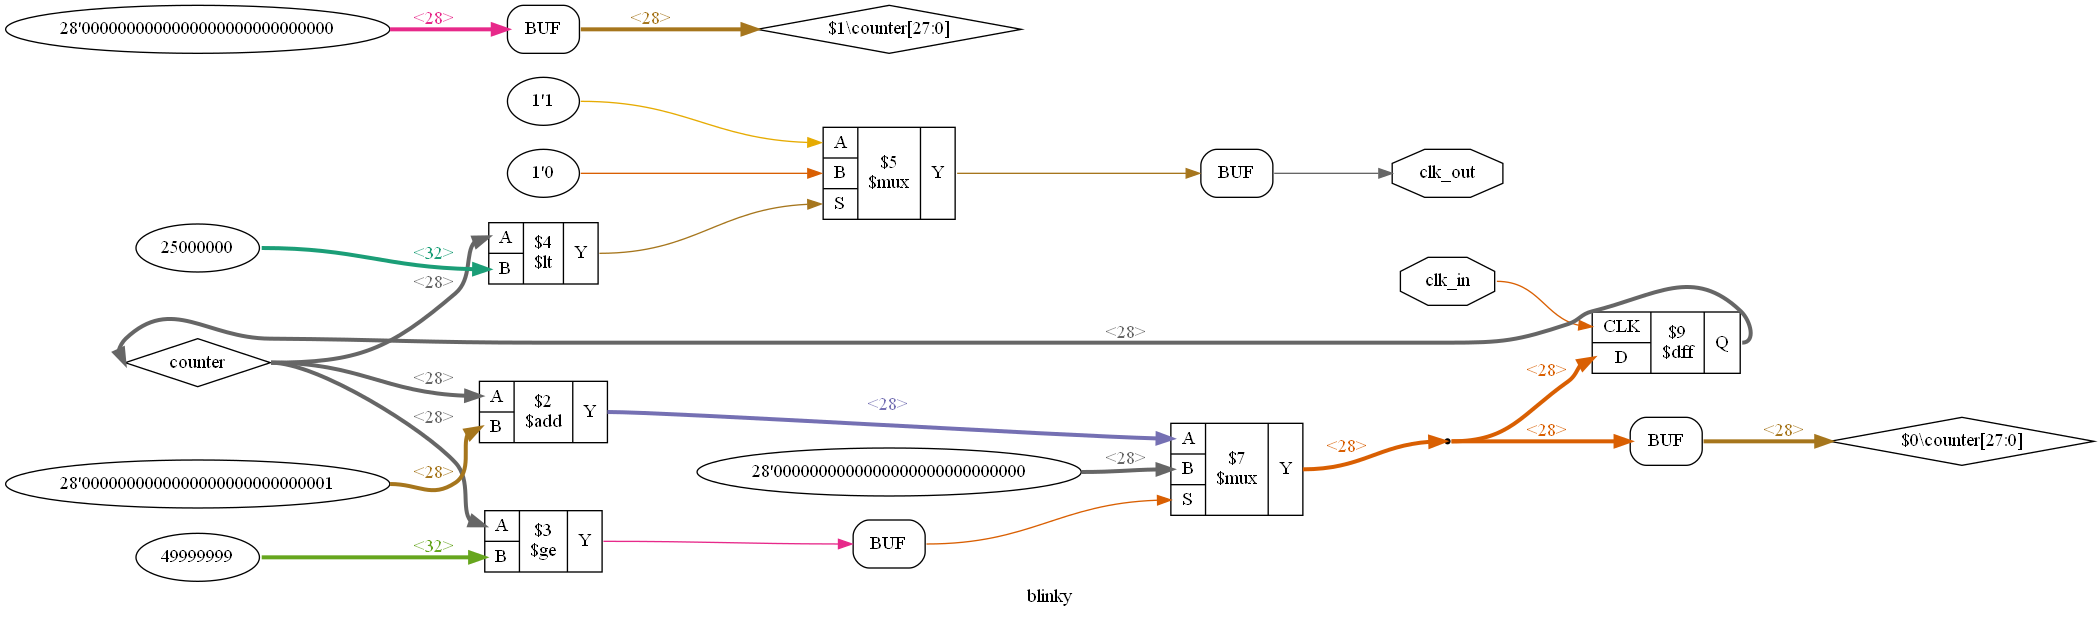 28'0000000000000000000000000000
<28>
BUF
<28>
$1\counter[27:0]
1'1
1'0
A
B
S
$5
$mux
Y
BUF
clk_out
25000000
<32>
<28>
A
B
$4
$lt
Y
clk_in
counter
<28>
CLK
D
$9
$dff
Q
<28>
<28>
A
B
$2
$add
Y
<28>
28'0000000000000000000000000001
<28>
28'0000000000000000000000000000
<28>
A
B
S
$7
$mux
Y
<28>
<28>
<28>
BUF
<28>
$0\counter[27:0]
49999999
<32>
A
B
$3
$ge
Y
BUF
blinky